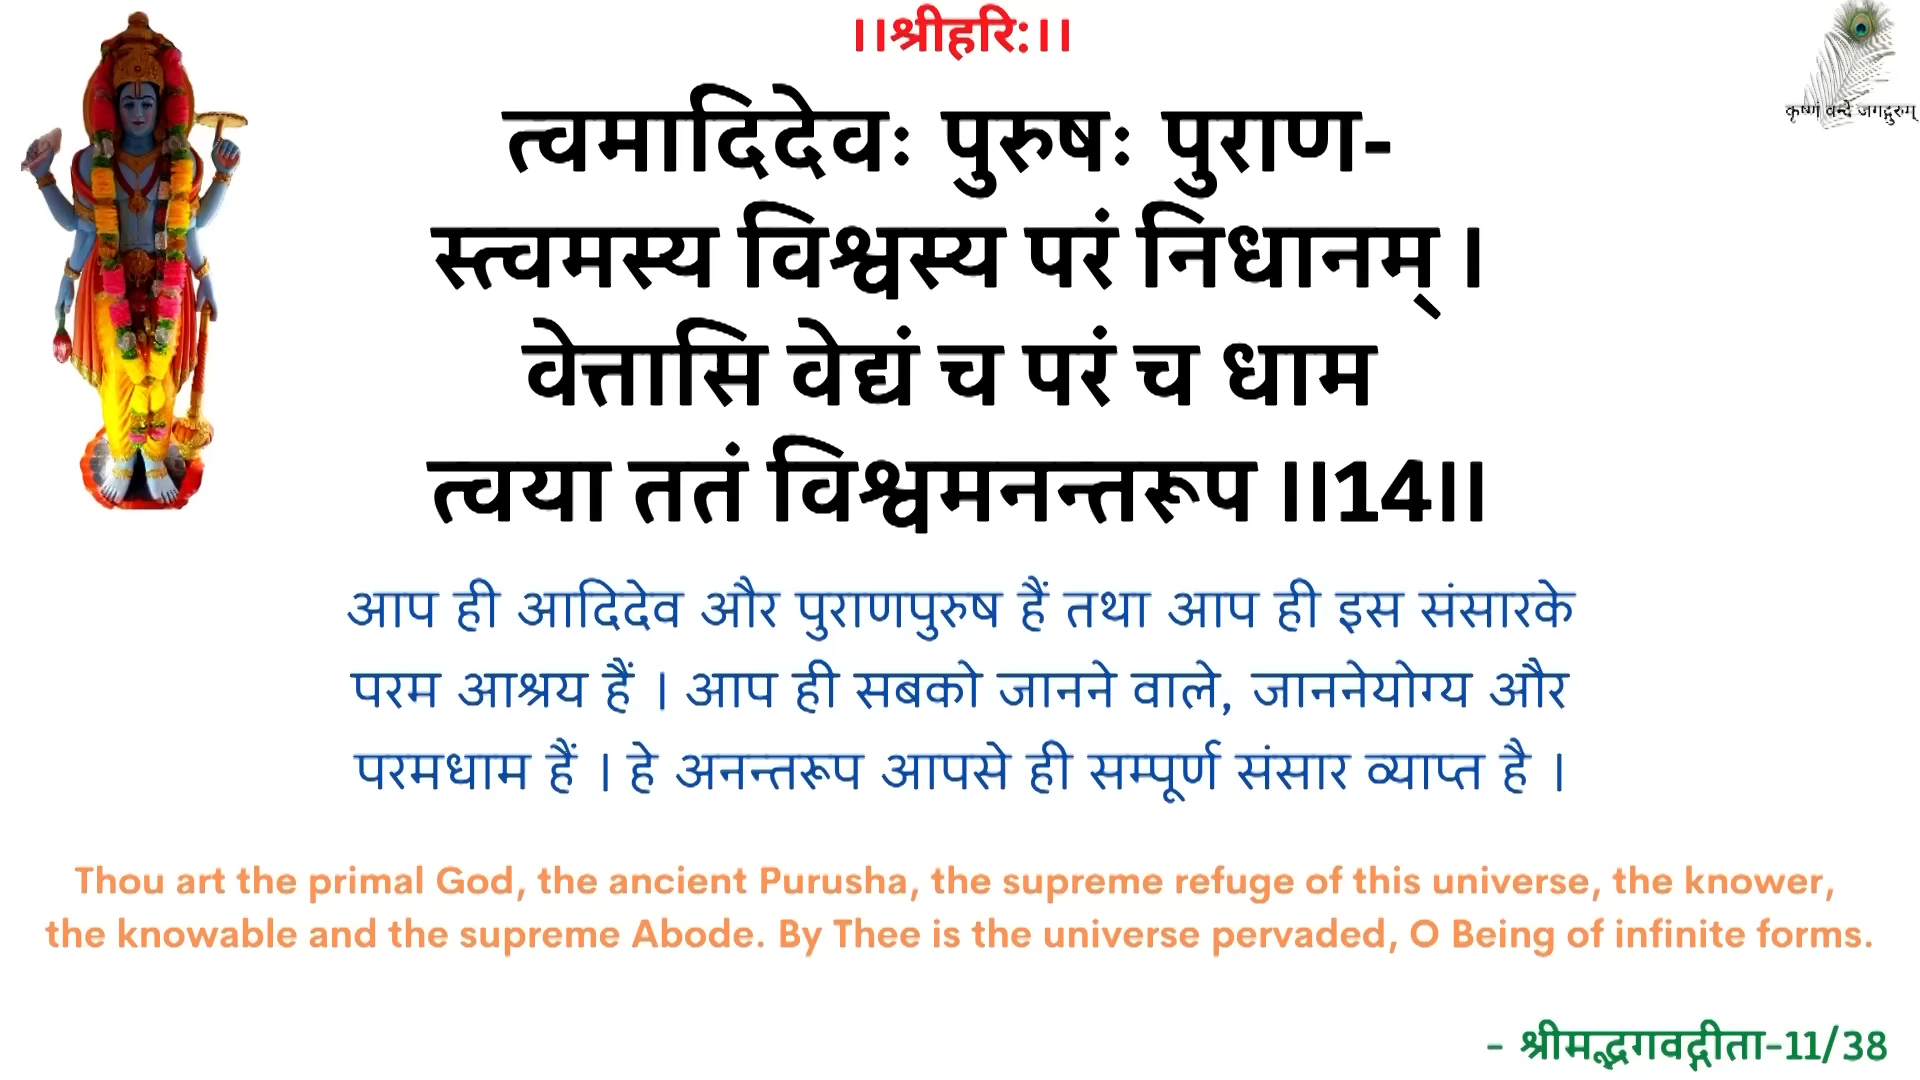 ।।श्रीहरि:।।
कृष्णं वन्दे जगद्गुरुम्
त्वमादिदेवः पुरुषः पुराण-
स्त्वमस्य विश्वस्य परं निधानम् ।
वेत्तासि वेद्यं च परं च धाम
त्वया ततं विश्वमनन्तरूप ।।14।।
आप ही आदिदेव और पुराणपुरुष हैं तथा आप ही इस संसारके
परम आश्रय हैं । आप ही सबको जानने वाले, जाननेयोग्य और
परमधाम हैं । हे अनन्तरूप आपसे ही सम्पूर्ण संसार व्याप्त है ।
Thou art the primal God, the ancient Purusha, the supreme refuge of this universe, the knower,
the knowable and the supreme Abode. By Thee is the universe pervaded, O Being of infinite forms.
- श्रीमद्भगवद्गीता-11/38